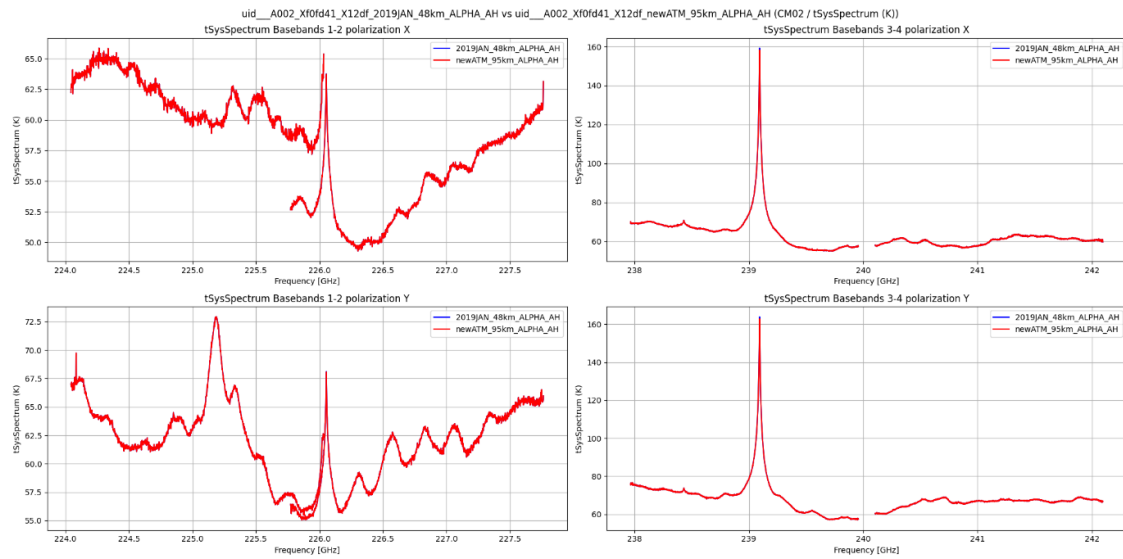 uid___A002_Xf0fd41_X12df_2019JAN_48km_ALPHA_AH vs uid___A002_Xf0fd41_X12df_newATM_95km_ALPHA_AH (CM02 / tSysSpectrum (K))
tSysSpectrum Basebands 1-2 polarization X
2019JAN_48km_ALPHA_AH
newATM_95km_ALPHA_AH
tSysSpectrum (K)
65.0
62.5
60.0
57.5
55.0
52.5
50.0
224.0 224.5 225.0 225.5 226.0 226.5 227.0 227.5
Frequency [GHz]
tSysSpectrum Basebands 3-4 polarization X
2019JAN_48km_ALPHA_AH
newATM_95km_ALPHA_AH
tSysSpectrum (K)
160
140
120
100
80
60
238 239 240 241 242
Frequency [GHz]
tSysSpectrum Basebands 1-2 polarization Y
2019JAN_48km_ALPHA_AH
newATM_95km_ALPHA_AH
tSysSpectrum (K)
72.5
70.0
67.5
65.0
62.5
60.0
57.5
55.0
224.0 224.5 225.0 225.5 226.0 226.5 227.0 227.5
Frequency [GHz]
tSysSpectrum Basebands 3-4 polarization Y
2019JAN_48km_ALPHA_AH
newATM_95km_ALPHA_AH
tSysSpectrum (K)
160
140
120
100
80
60
238 239 240 241 242
Frequency [GHz]